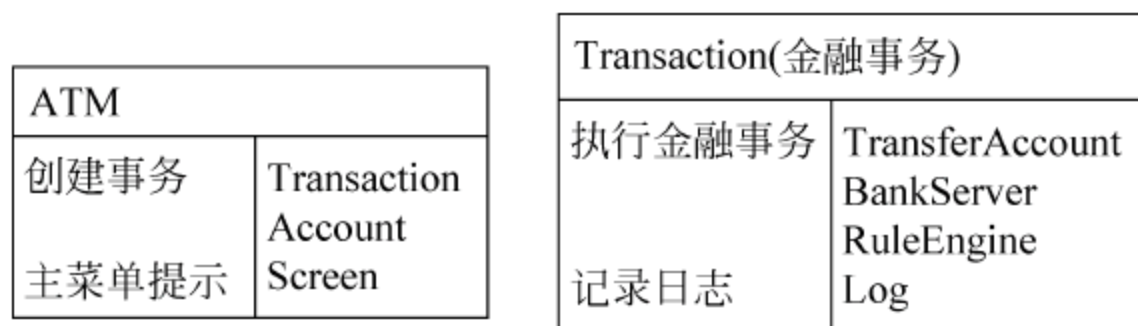 ATM
创建事务
主菜单提示
Transaction
Account
Screen
Transaction(金融事务)
执行金融事务
记录日志
TransferAccount
BankServer
RuleEngine
Log